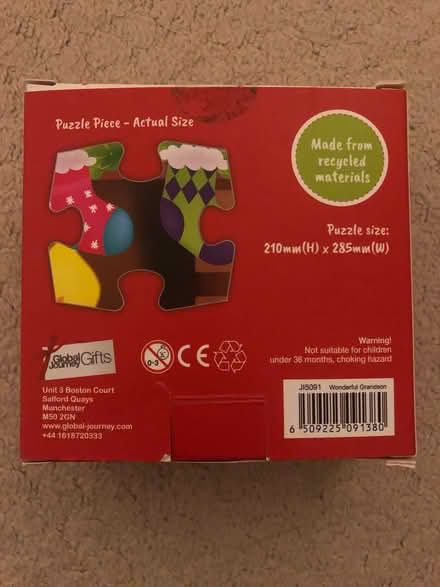 Puzzle Piece – Actual Size
Made from
recycled
materials
Puzzle size:
210mm(H) x 285mm(W)
Global
Journey
Gifts
0-3
CE
Warning!
Not suitable for children
under 36 months, choking hazard
Unit 3 Boston Court
Salford Quays
Manchester
M50 2GN
www.global-journey.com
+44 1618720333
JIS091 Wonderful Grandson
6 509225 091380